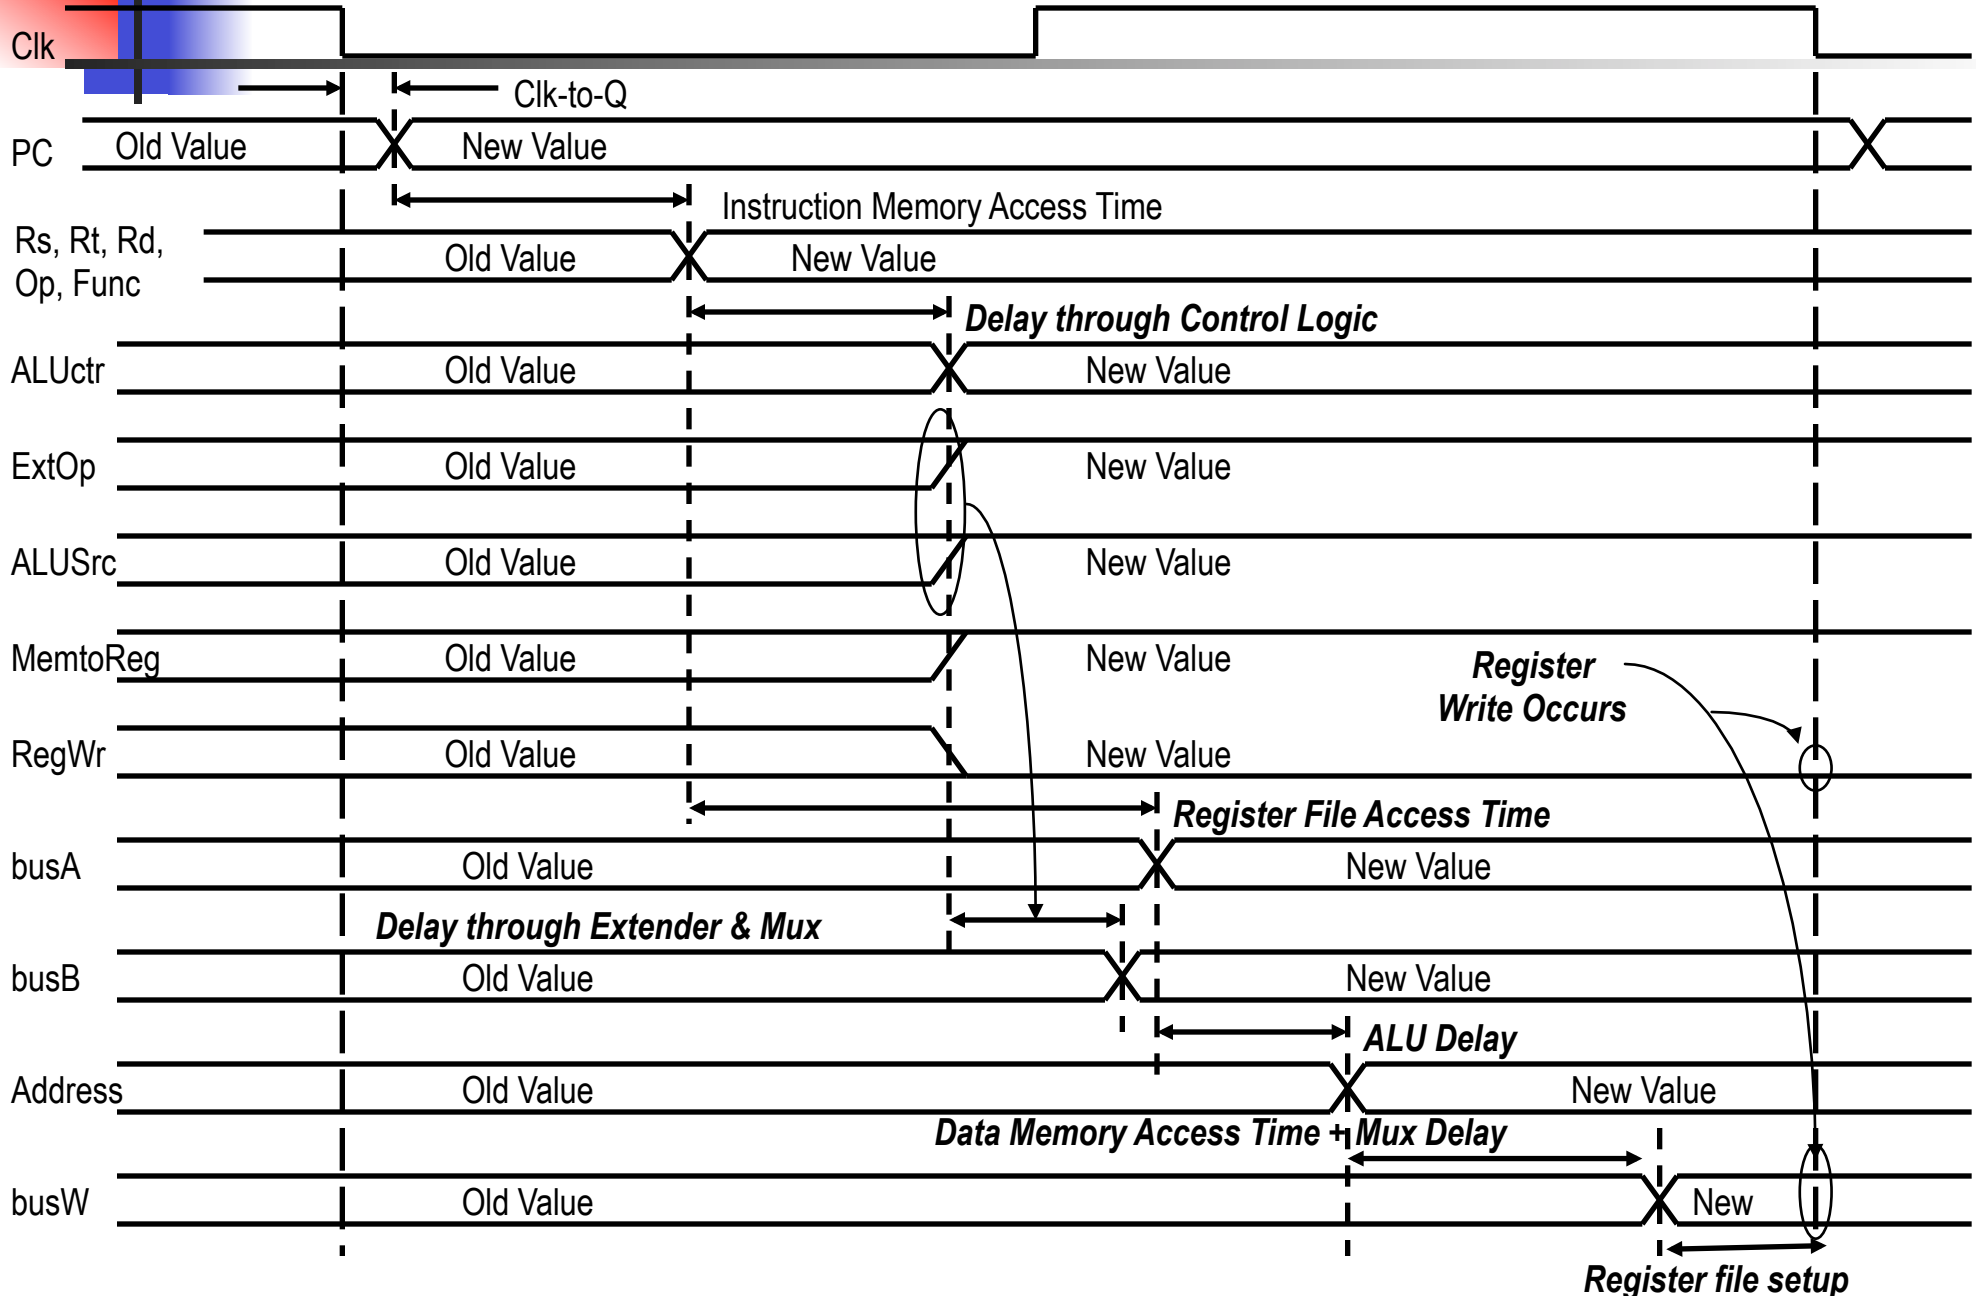 Clk
Clk-to-Q
PC Old Value New Value
Instruction Memory Access Time
Rs, Rt, Rd,
Op, Func
Old Value New Value
Delay through Control Logic
ALUctr Old Value New Value
ExtOp Old Value New Value
ALUSrc Old Value New Value
MemtoReg Old Value New Value
Register
Write Occurs
RegWr Old Value New Value
Register File Access Time
busA Old Value New Value
Delay through Extender & Mux
busB Old Value New Value
ALU Delay
Address Old Value New Value
Data Memory Access Time + Mux Delay
busW Old Value New
Register file setup